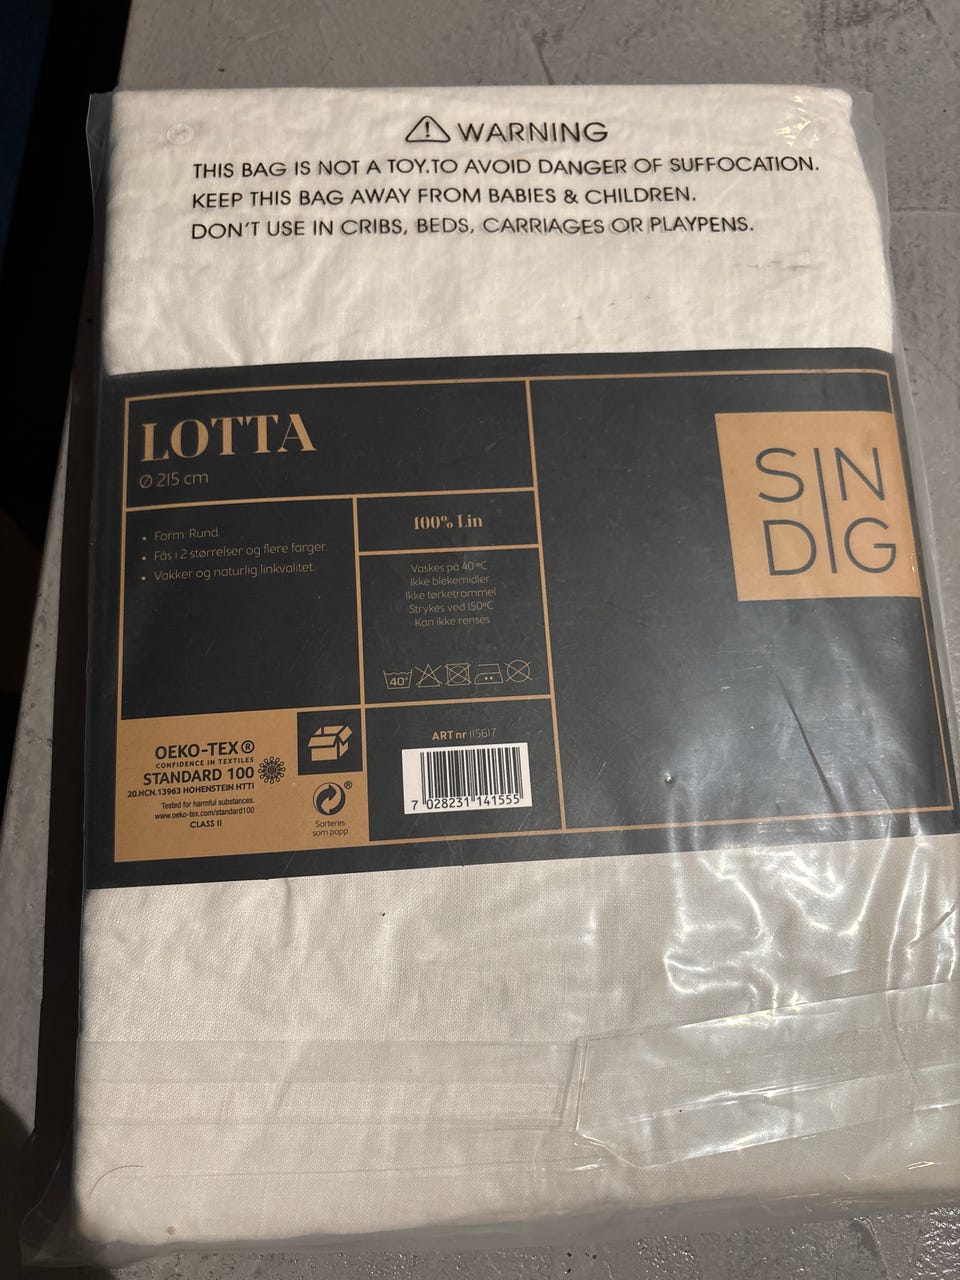 WARNING
THIS BAG IS NOT A TOY.TO AVOID DANGER OF SUFFOCATION.
KEEP THIS BAG AWAY FROM BABIES & CHILDREN.
DON'T USE IN CRIBS, BEDS, CARRIAGES OR PLAYPENS.
LOTTA
Ø 215 cm
• Form: Rund.
• Fås i 2 størrelser og flere farger.
• Vakker og naturlig linkvalitet.
100% Lin
Vaskes på 40 ºC
Ikke blekemidler
Ikke tørketrommel
Strykes ved 150ºC
Kan ikke renses
40°
SIN
DIG
OEKO-TEX®
CONFIDENCE IN TEXTILES
STANDARD 100
20.HCN.13963 HOHENSTEIN HTTI
Tested for harmful substances.
www.oeko-tex.com/standard100
CLASS II
®
Sorteres
som papp
ART nr 115617
7 028231 141555